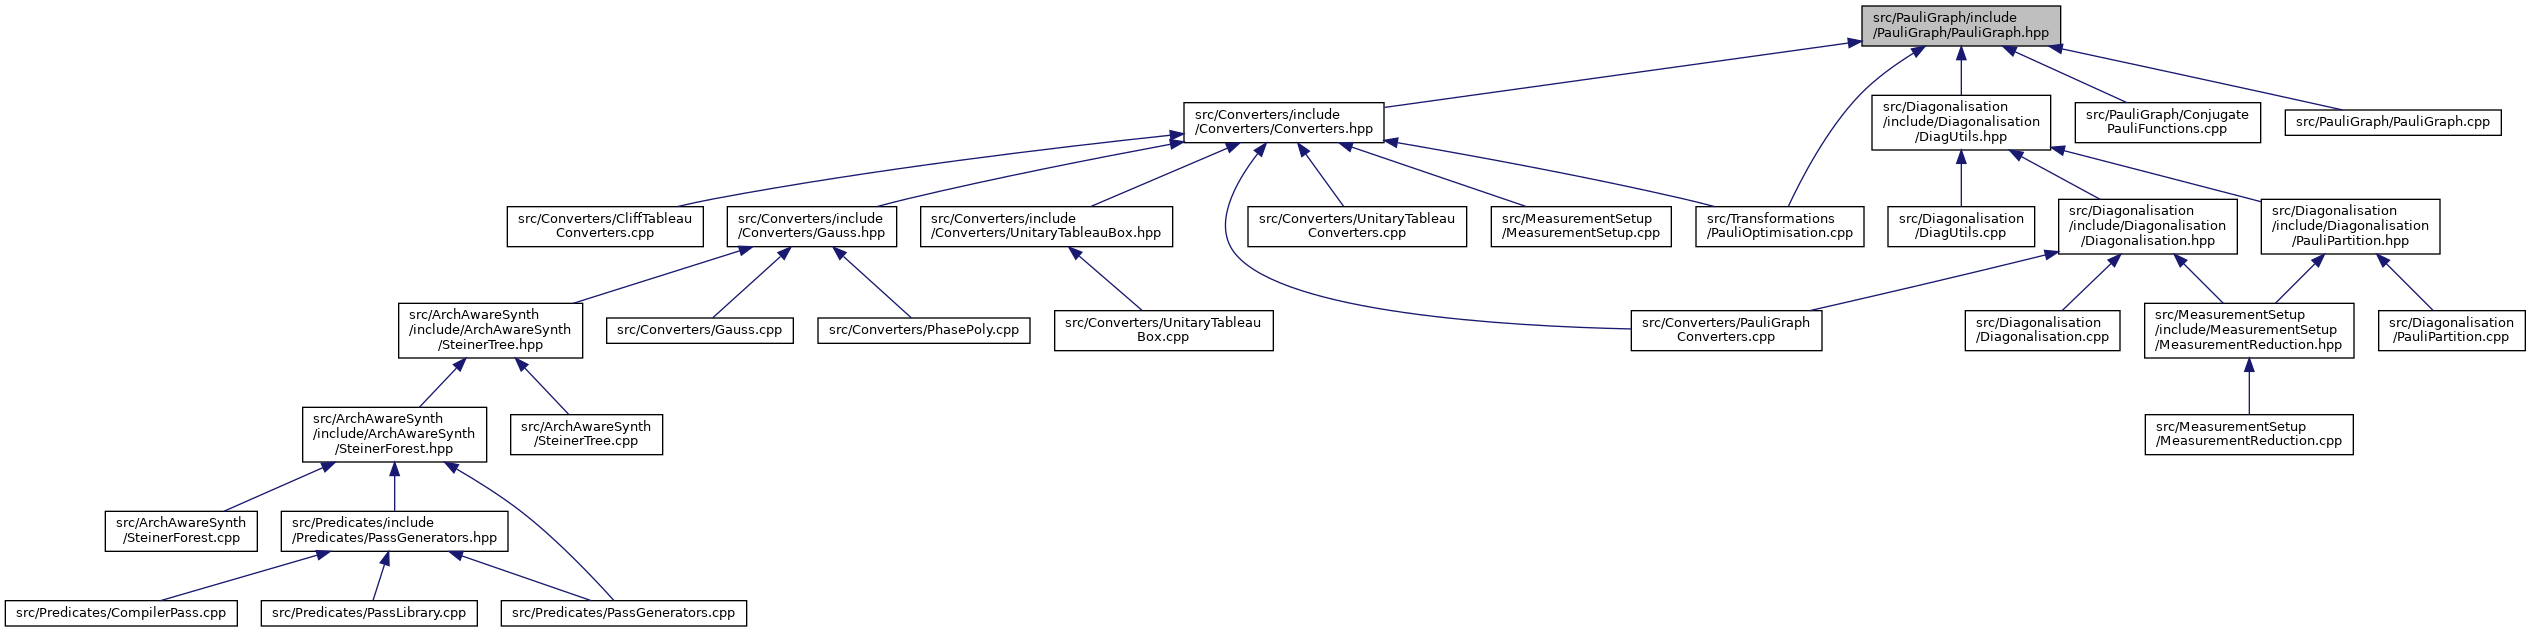 src/PauliGraph/include
/PauliGraph/PauliGraph.hpp
src/Converters/include
/Converters/Converters.hpp
src/Diagonalisation
/include/Diagonalisation
/DiagUtils.hpp
src/PauliGraph/Conjugate
PauliFunctions.cpp
src/PauliGraph/PauliGraph.cpp
src/Converters/CliffTableau
Converters.cpp
src/Converters/include
/Converters/Gauss.hpp
src/Converters/include
/Converters/UnitaryTableauBox.hpp
src/Converters/UnitaryTableau
Converters.cpp
src/MeasurementSetup
/MeasurementSetup.cpp
src/Transformations
/PauliOptimisation.cpp
src/Diagonalisation
/DiagUtils.cpp
src/Diagonalisation
/include/Diagonalisation
/Diagonalisation.hpp
src/Diagonalisation
/include/Diagonalisation
/PauliPartition.hpp
src/ArchAwareSynth
/include/ArchAwareSynth
/SteinerTree.hpp
src/Converters/Gauss.cpp
src/Converters/PhasePoly.cpp
src/Converters/UnitaryTableau
Box.cpp
src/Converters/PauliGraph
Converters.cpp
src/Diagonalisation
/Diagonalisation.cpp
src/MeasurementSetup
/include/MeasurementSetup
/MeasurementReduction.hpp
src/Diagonalisation
/PauliPartition.cpp
src/ArchAwareSynth
/include/ArchAwareSynth
/SteinerForest.hpp
src/ArchAwareSynth
/SteinerTree.cpp
src/MeasurementSetup
/MeasurementReduction.cpp
src/ArchAwareSynth
/SteinerForest.cpp
src/Predicates/include
/Predicates/PassGenerators.hpp
src/Predicates/CompilerPass.cpp
src/Predicates/PassLibrary.cpp
src/Predicates/PassGenerators.cpp